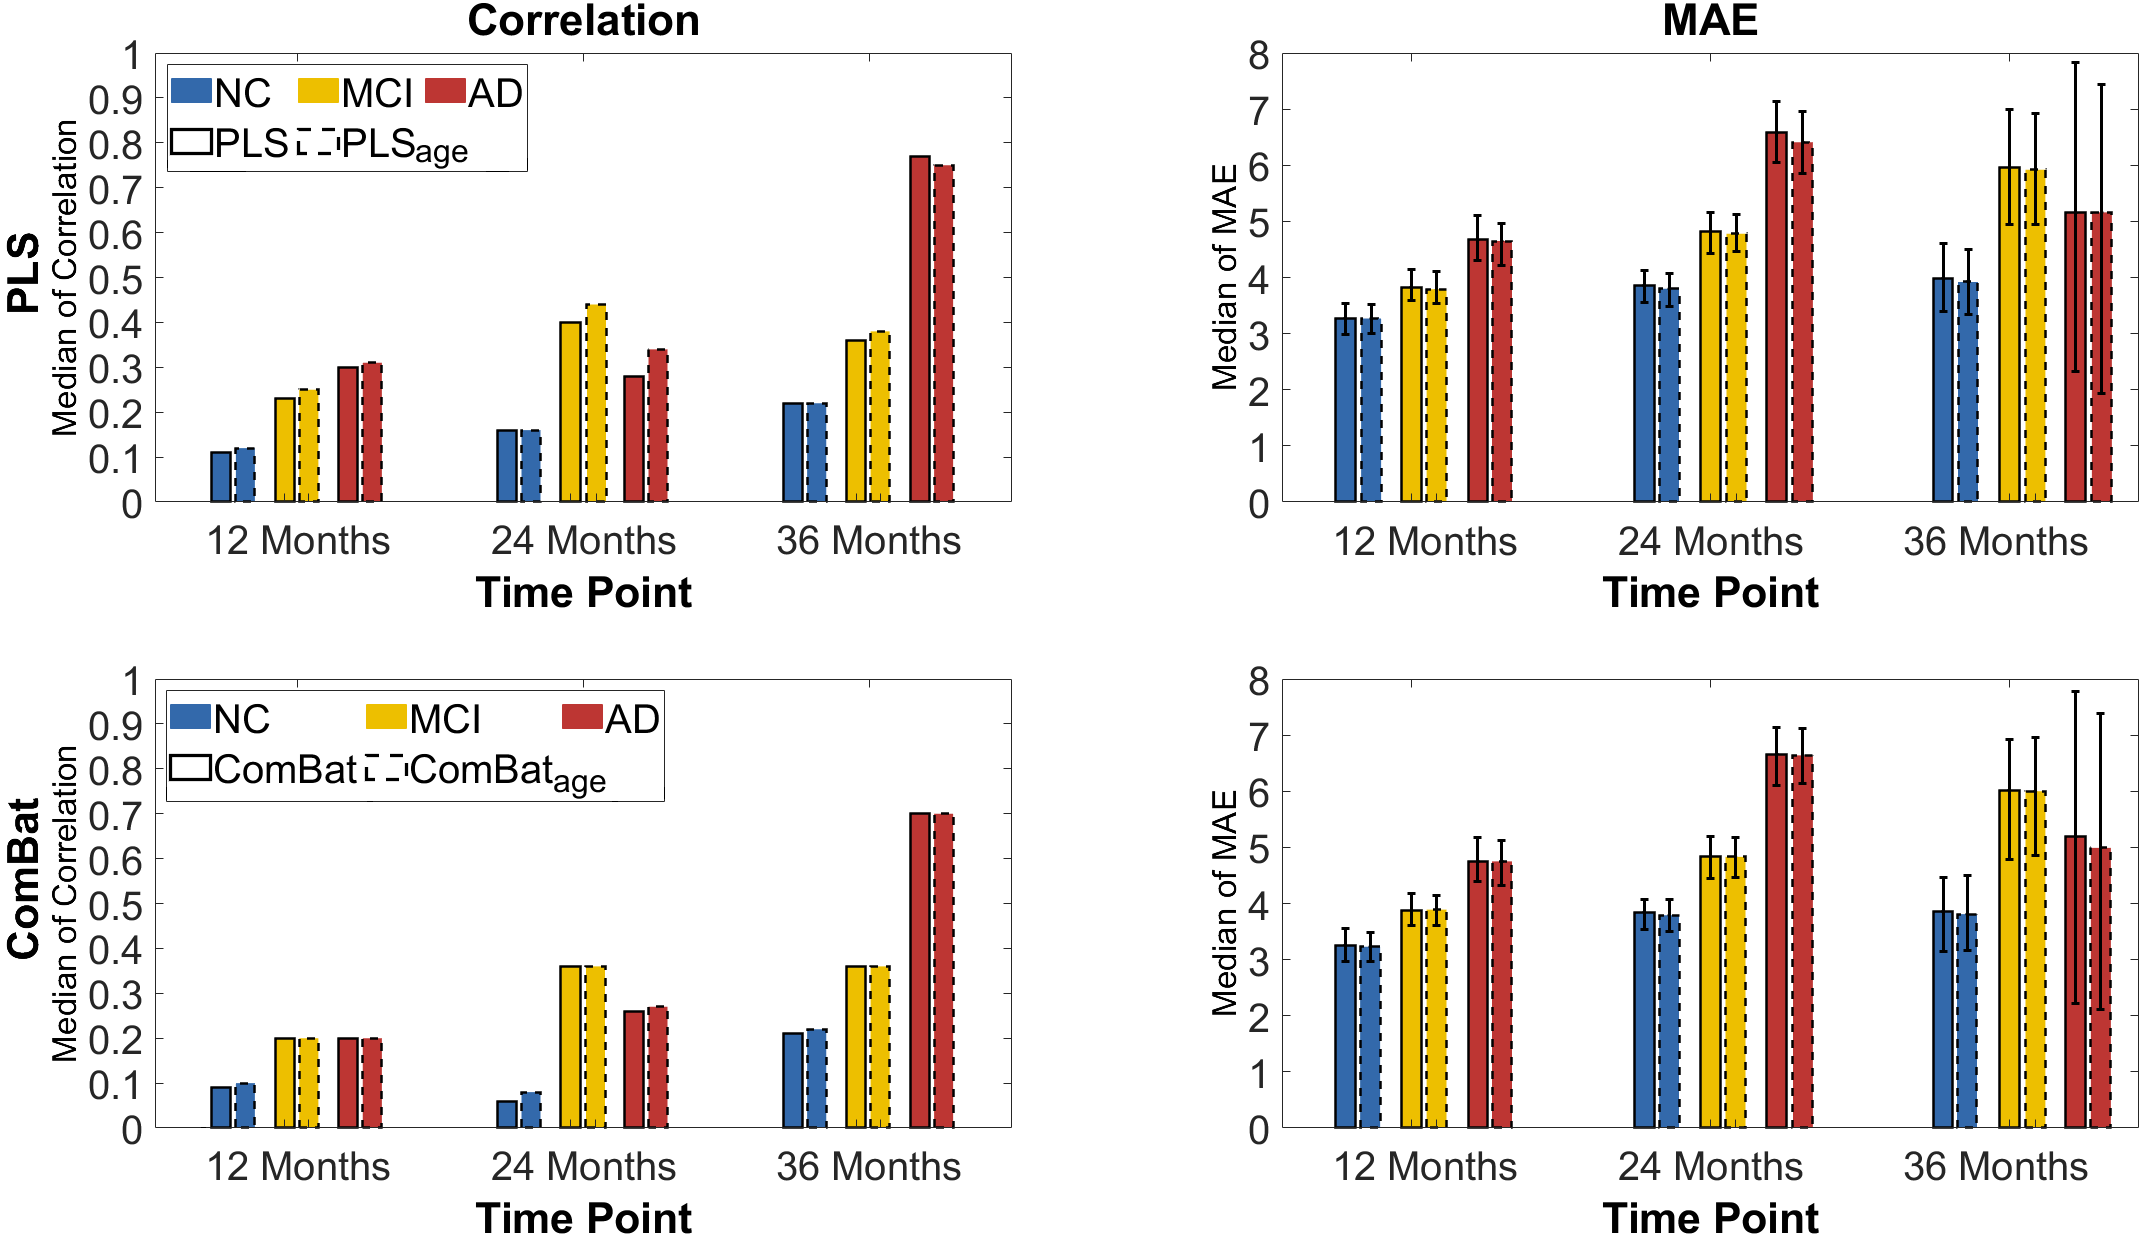 Correlation
PLS
Median of Correlation
1
0.9
0.8
0.7
0.6
0.5
0.4
0.3
0.2
0.1
0
NC MCI AD
PLS PLSage
12 Months 24 Months 36 Months
Time Point
MAE
Median of MAE
8
7
6
5
4
3
2
1
0
12 Months 24 Months 36 Months
Time Point
ComBat
Median of Correlation
1
0.9
0.8
0.7
0.6
0.5
0.4
0.3
0.2
0.1
0
NC MCI AD
ComBat ComBatage
12 Months 24 Months 36 Months
Time Point
Median of MAE
8
7
6
5
4
3
2
1
0
12 Months 24 Months 36 Months
Time Point